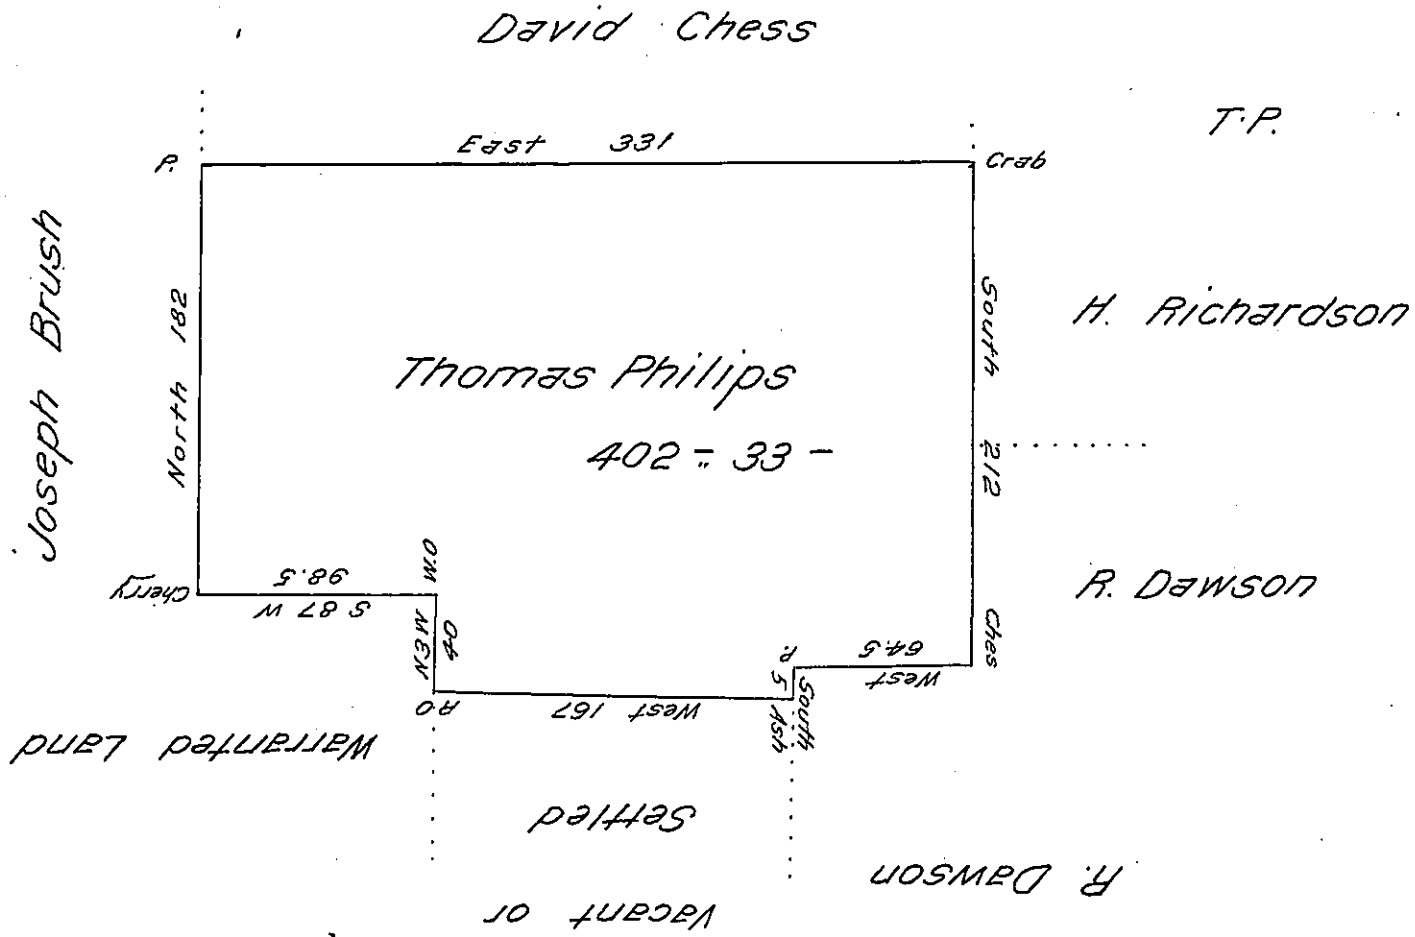 David Chess
T.P.
East 331
P.
Crab
Joseph Brush
North 182
South 212
H. Richardson
Thomas Philips
402 = 33 -
R. Dawson
Cherry
98.5
S 87 W
W.O
40
NEW
A.O
West 167
P.
5
South
Ash
64.5
West
Ches
Warranted Land
Vacant or
Settled
R. Dawson